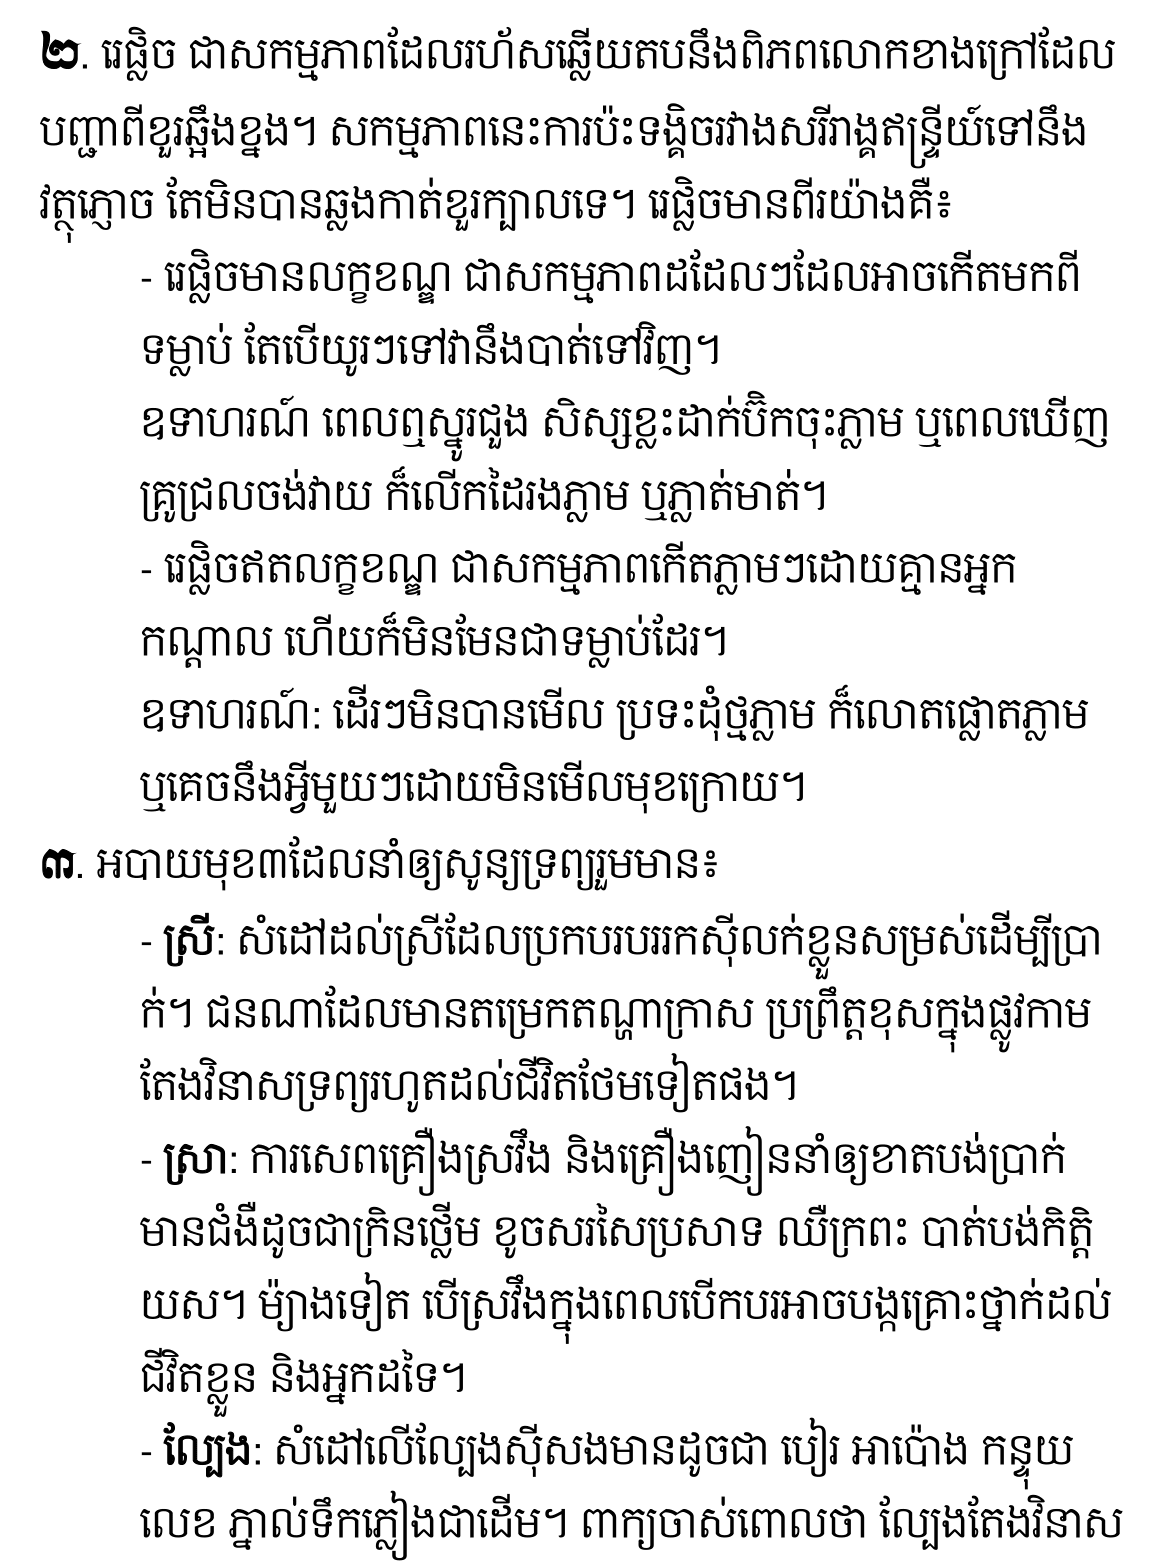 ២. រេផ្លិច ជាសកម្មភាពដែលរហ័សឆ្លើយតបនឹងពិភពលោកខាងក្រៅដែល
បញ្ជាពីខួរឆ្អឹងខ្នង។ សកម្មភាពនេះការប៉ះទង្គិចរវាងសរីរាង្គឥន្ទ្រីយ៍ទៅនឹង
វត្ថុភ្ញោច តែមិនបានឆ្លងកាត់ខួរក្បាលទេ។ រេផ្លិចមានពីរយ៉ាងគឺ៖
- រេផ្លិចមានលក្ខខណ្ឌ ជាសកម្មភាពដដែលៗដែលអាចកើតមកពី
ទម្លាប់ តែបើយូរៗទៅវានឹងបាត់ទៅវិញ។
ឧទាហរណ៍ ពេលឮស្នូរជួង សិស្សខ្លះដាក់ប៊ិកចុះភ្លាម ឬពេលឃើញ
គ្រូជ្រលចង់វាយ ក៏លើកដៃរងភ្លាម ឬភ្លាត់មាត់។
- រេផ្លិចឥតលក្ខខណ្ឌ ជាសកម្មភាពកើតភ្លាមៗដោយគ្មានអ្នក
កណ្តាល ហើយក៏មិនមែនជាទម្លាប់ដែរ។
ឧទាហរណ៍: ដើរៗមិនបានមើល ប្រទះដុំថ្មភ្លាម ក៏លោតផ្លោតភ្លាម
ឬគេចនឹងអ្វីមួយៗដោយមិនមើលមុខក្រោយ។
៣. អបាយមុខ៣ដែលនាំឲ្យសូន្យទ្រព្យរួមមាន៖
- ស្រី: សំដៅដល់ស្រីដែលប្រកបរបររកស៊ីលក់ខ្លួនសម្រស់ដើម្បីប្រា
ក់។ ជនណាដែលមានតម្រេកតណ្ហាក្រាស ប្រព្រឹត្តខុសក្នុងផ្លូវកាម
តែងវិនាសទ្រព្យរហូតដល់ជីវិតថែមទៀតផង។
- ស្រា: ការសេពគ្រឿងស្រវឹង និងគ្រឿងញៀននាំឲ្យខាតបង់ប្រាក់
មានជំងឺដូចជាក្រិនថ្លើម ខូចសរសៃប្រសាទ ឈឺក្រពះ បាត់បង់កិត្តិ
យស។ ម៉្យាងទៀត បើស្រវឹងក្នុងពេលបើកបរអាចបង្កគ្រោះថ្នាក់ដល់
ជីវិតខ្លួន និងអ្នកដទៃ។
- ល្បែង: សំដៅលើល្បែងស៊ីសងមានដូចជា បៀរ អាប៉ោង កន្ទុយ
លេខ ភ្នាល់ទឹកភ្លៀងជាដើម។ ពាក្យចាស់ពោលថា ល្បែងតែងវិនាស